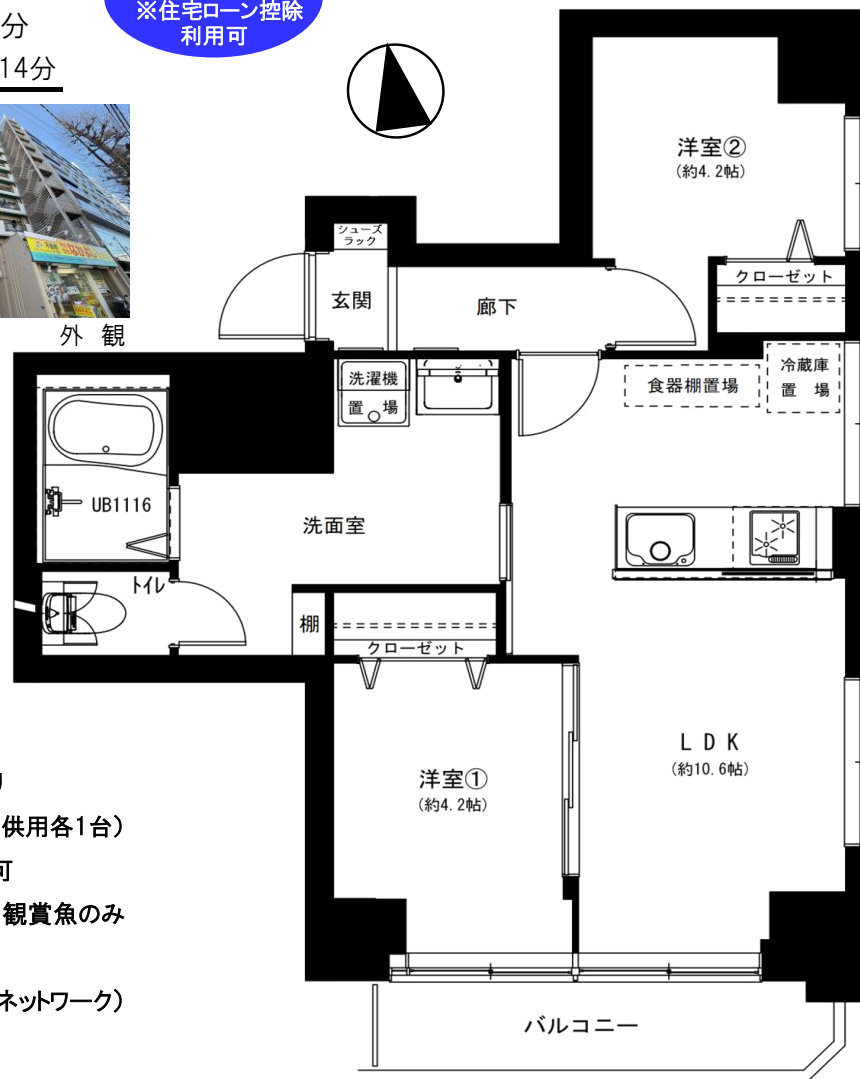 分
14分
※住宅ローン控除
利用可
外 観
洋室②
(約4.2帖)
クローゼット
シューズ
ラック
玄関
廊下
洗濯機
置 場
食器棚置場
冷蔵庫
置 場
UB1116
洗面室
トイレ
棚
クローゼット
洋室①
(約4.2帖)
LDK
(約10.6帖)
バルコニー
供用各1台)
可
観賞魚のみ
ネットワーク)